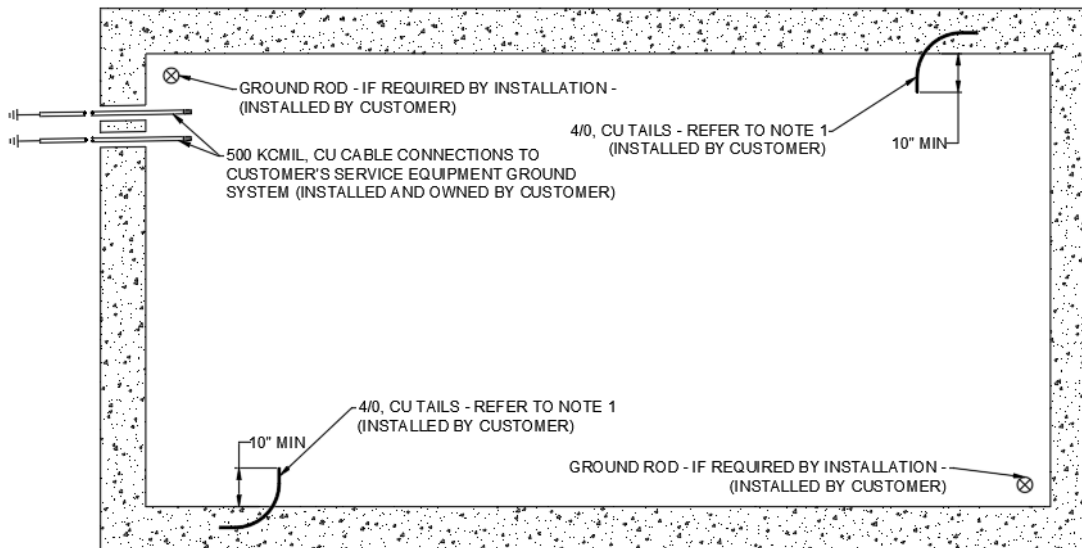 GROUND ROD - IF REQUIRED BY INSTALLATION -
(INSTALLED BY CUSTOMER)
4/0, CU TAILS - REFER TO NOTE 1
(INSTALLED BY CUSTOMER)
10" MIN
500 KCMIL, CU CABLE CONNECTIONS TO
CUSTOMER'S SERVICE EQUIPMENT GROUND
SYSTEM (INSTALLED AND OWNED BY CUSTOMER)
4/0, CU TAILS - REFER TO NOTE 1
(INSTALLED BY CUSTOMER)
10" MIN
GROUND ROD - IF REQUIRED BY INSTALLATION -
(INSTALLED BY CUSTOMER)